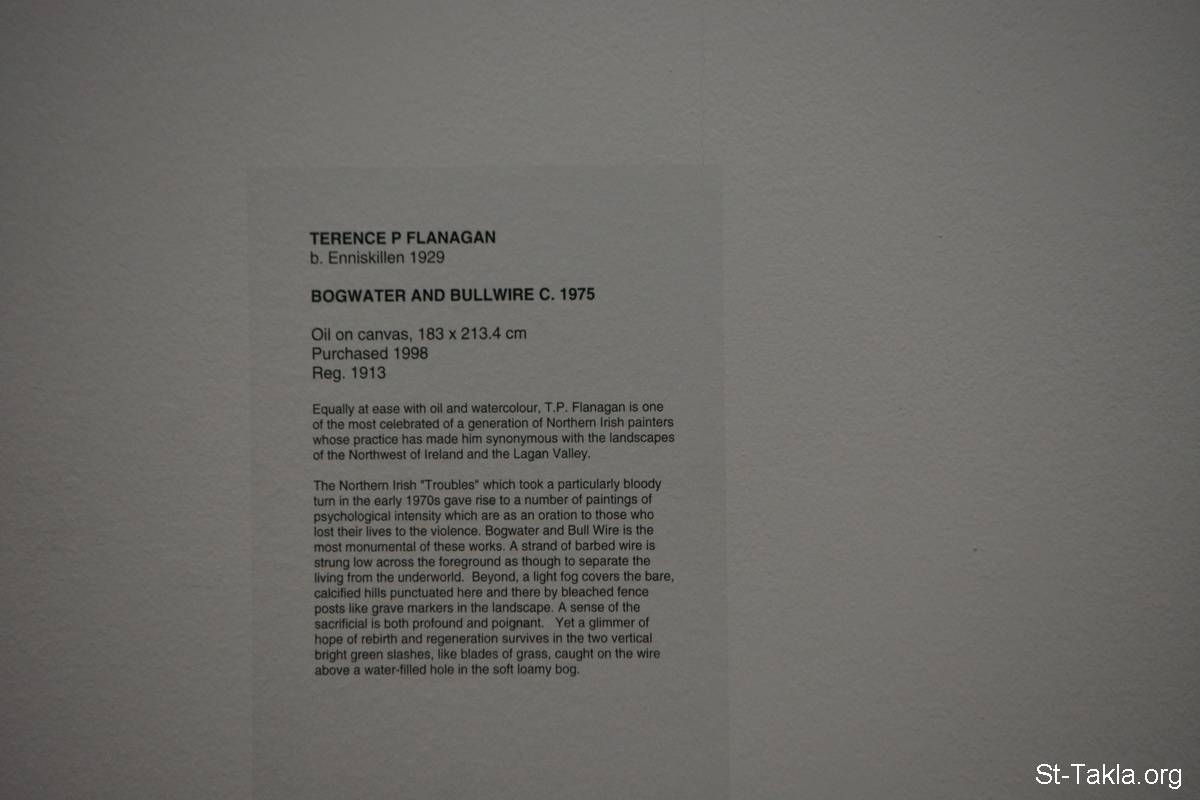 TERENCE P FLANAGAN
b. Enniskillen 1929
BOGWATER AND BULLWIRE C. 1975
Oil on canvas, 183 x 213.4 cm
Purchased 1998
Reg. 1913
Equally at ease with oil and watercolour, T.P. Flanagan is one
of the most celebrated of a generation of Northern Irish painters
whose practice has made him synonymous with the landscapes
of the Northwest of Ireland and the Lagan Valley.
The Northern Irish "Troubles" which took a particularly bloody
turn in the early 1970s gave rise to a number of paintings of
psychological intensity which are as an oration to those who
lost their lives to the violence. Bogwater and Bull Wire is the
most monumental of these works. A strand of barbed wire is
strung low across the foreground as though to separate the
living from the underworld. Beyond, a light fog covers the bare,
calcified hills punctuated here and there by bleached fence
posts like grave markers in the landscape. A sense of the
sacrificial is both profound and poignant. Yet a glimmer of
hope of rebirth and regeneration survives in the two vertical
bright green slashes, like blades of grass, caught on the wire
above a water-filled hole in the soft loamy bog.
St-Takla.org